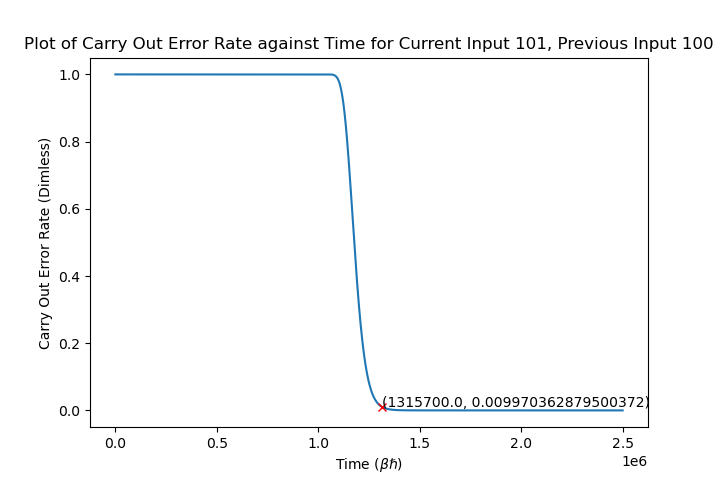 Plot of Carry Out Error Rate against Time for Current Input 101, Previous Input 100
Carry Out Error Rate (Dimless)
1.0
0.8
0.6
0.4
0.2
0.0
(1315700.0, 0.009970362879500372)
0.0 0.5 1.0 1.5 2.0 2.5
1e6
Time (βℏ)